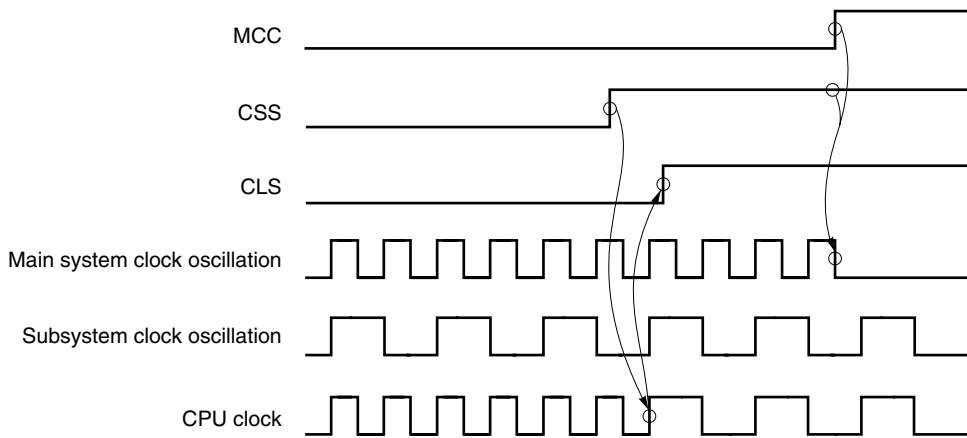 MCC
CSS
CLS
Main system clock oscillation
Subsystem clock oscillation
CPU clock